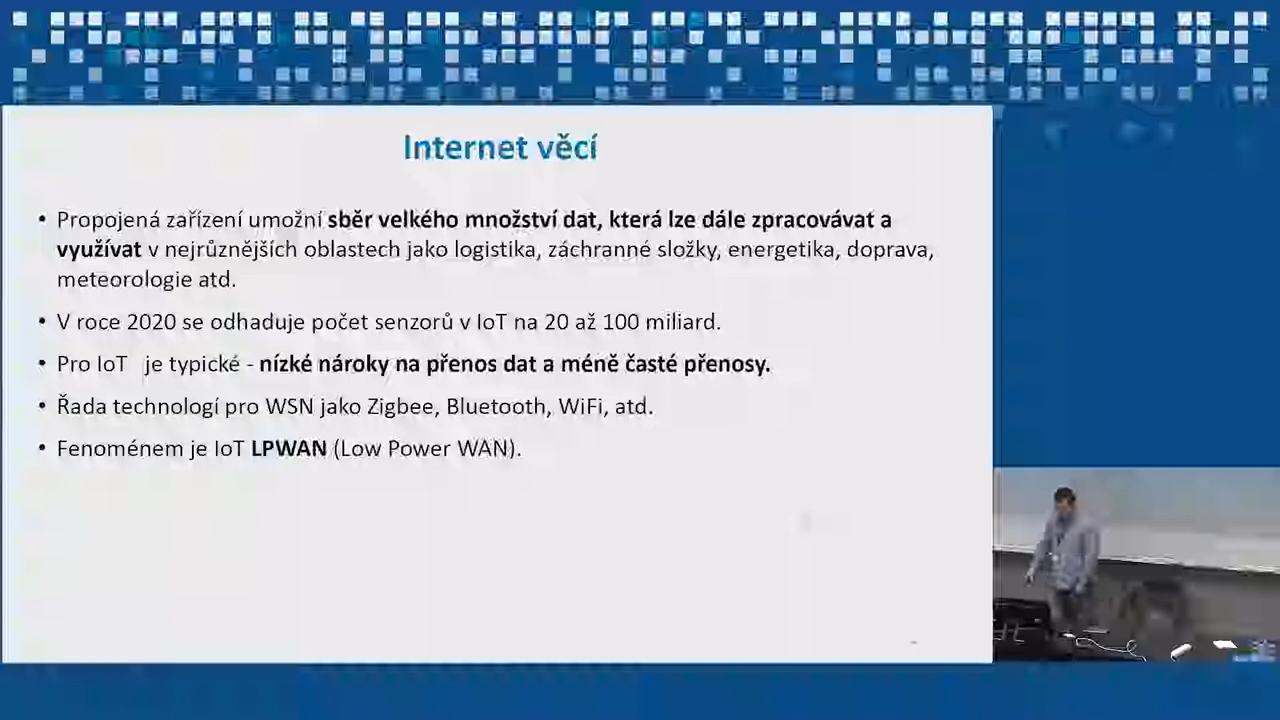 Internet věcí
• Propojená zařízení umožní sběr velkého množství dat, která lze dále zpracovávat a
využívat v nejrůznějších oblastech jako logistika, záchranné složky, energetika, doprava,
meteorologie atd.
• V roce 2020 se odhaduje počet senzorů v IoT na 20 až 100 miliard.
• Pro IoT je typické - nízké nároky na přenos dat a méně časté přenosy.
• Řada technologí pro WSN jako Zigbee, Bluetooth, WiFi, atd.
• Fenoménem je IoT LPWAN (Low Power WAN).